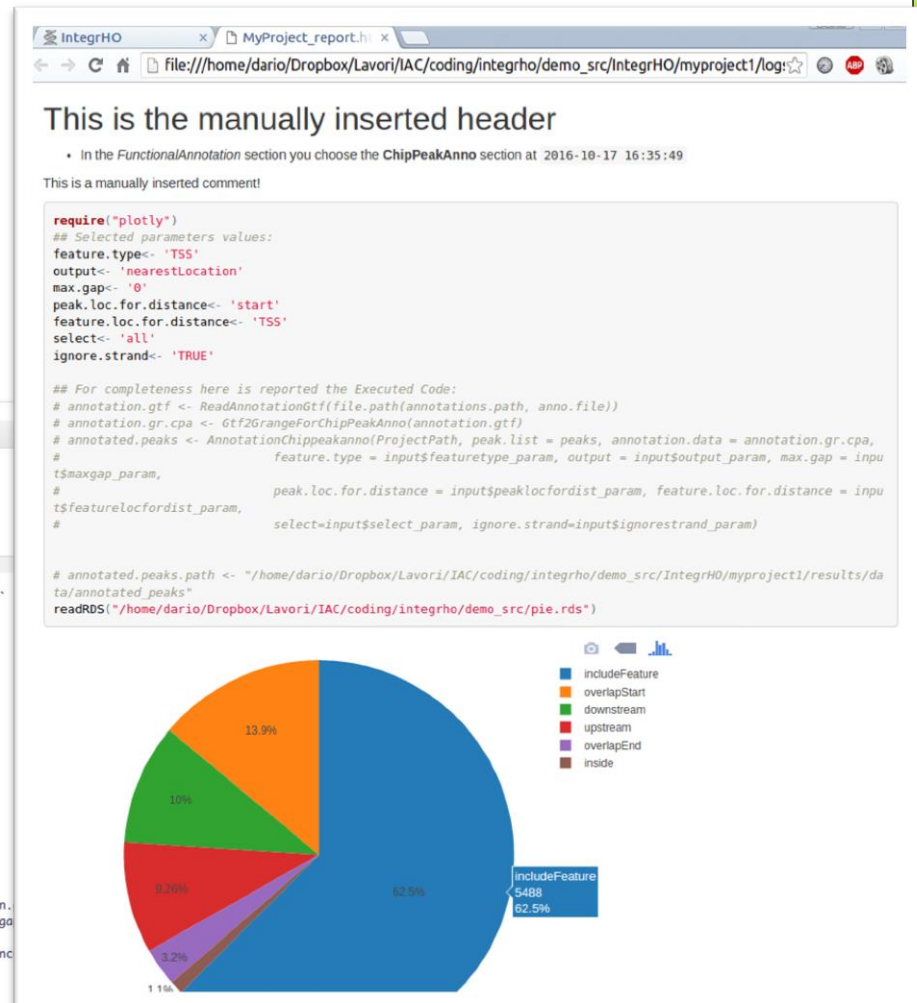 IntegrHO
MyProject_report.h
file:///home/dario/Dropbox/Lavori/IAC/coding/integrho/demo_src/IntegrHO/myproject1/log
ABP
This is the manually inserted header
• In the FunctionalAnnotation section you choose the ChipPeakAnno section at 2016-10-17 16:35:49
This is a manually inserted comment!
require("plotly")
## Selected parameters values:
feature.type<- 'TSS'
output<- 'nearestLocation'
max.gap<- '0'
peak.loc.for.distance<- 'start'
feature.loc.for.distance<- 'TSS'
select<- 'all'
ignore.strand<- 'TRUE'
## For completeness here is reported the Executed Code:
# annotation.gtf <- ReadAnnotationGtf(file.path(annotations.path, anno.file))
# annotation.gr.cpa <- Gtf2GrangeForChipPeakAnno(annotation.gtf)
# annotated.peaks <- AnnotationChippeakanno(ProjectPath, peak.list = peaks, annotation.data = annotation.gr.cpa,
# feature.type = input$featuretype_param, output = input$output_param, max.gap = inpu
t$maxgap_param,
# peak.loc.for.distance = input$peaklocfordist_param, feature.loc.for.distance = inpu
t$featurelocfordist_param,
# select=input$select_param, ignore.strand=input$ignorestrand_param)
# annotated.peaks.path <- "/home/dario/Dropbox/Lavori/IAC/coding/integrho/demo_src/IntegrHO/myproject1/results/da
ta/annotated_peaks"
readRDS("/home/dario/Dropbox/Lavori/IAC/coding/integrho/demo_src/pie.rds")
includeFeature
overlapStart
downstream
upstream
overlapEnd
inside
13.9%
10%
9.26%
62.5%
includeFeature
5488
62.5%
3.2%
1.1%
n.
ga
nc